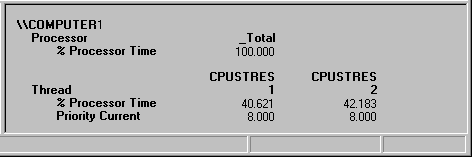 \\COMPUTER1
Processor _Total
% Processor Time 100.000
CPUSTRES CPUSTRES
Thread 1 2
% Processor Time 40.621 42.183
Priority Current 8.000 8.000